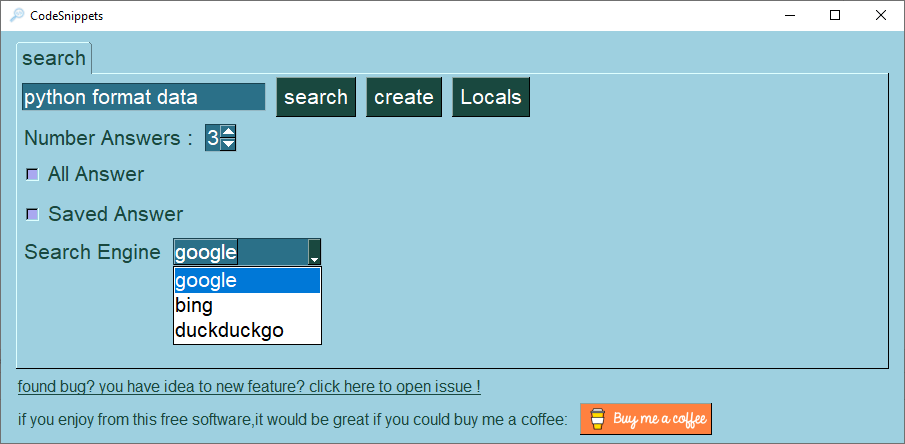 CodeSnippets
search
python format data search create Locals
Number Answers : 3
All Answer
Saved Answer
Search Engine google
google
bing
duckduckgo
found bug? you have idea to new feature? click here to open issue !
if you enjoy from this free software,it would be great if you could buy me a coffee: Buy me a coffee